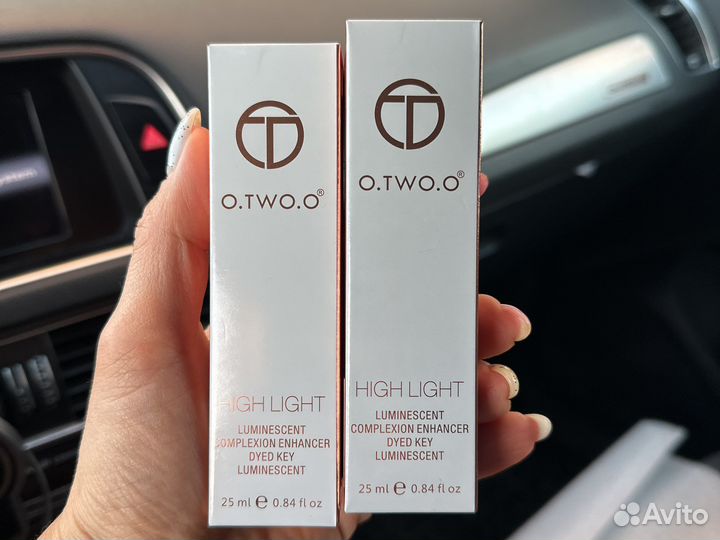 O.TWO.O®
HIGH LIGHT
LUMINESCENT
COMPLEXION ENHANCER
DYED KEY
LUMINESCENT
25 ml ℮ 0.84 fl oz
O.TWO.O®
HIGH LIGHT
LUMINESCENT
COMPLEXION ENHANCER
DYED KEY
LUMINESCENT
25 ml ℮ 0.84 fl oz
Avito